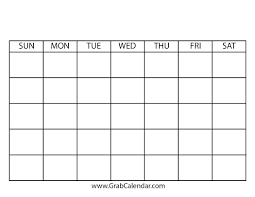 SUN MON TUE WED THU FRI SAT
www.GrabCalendar.com